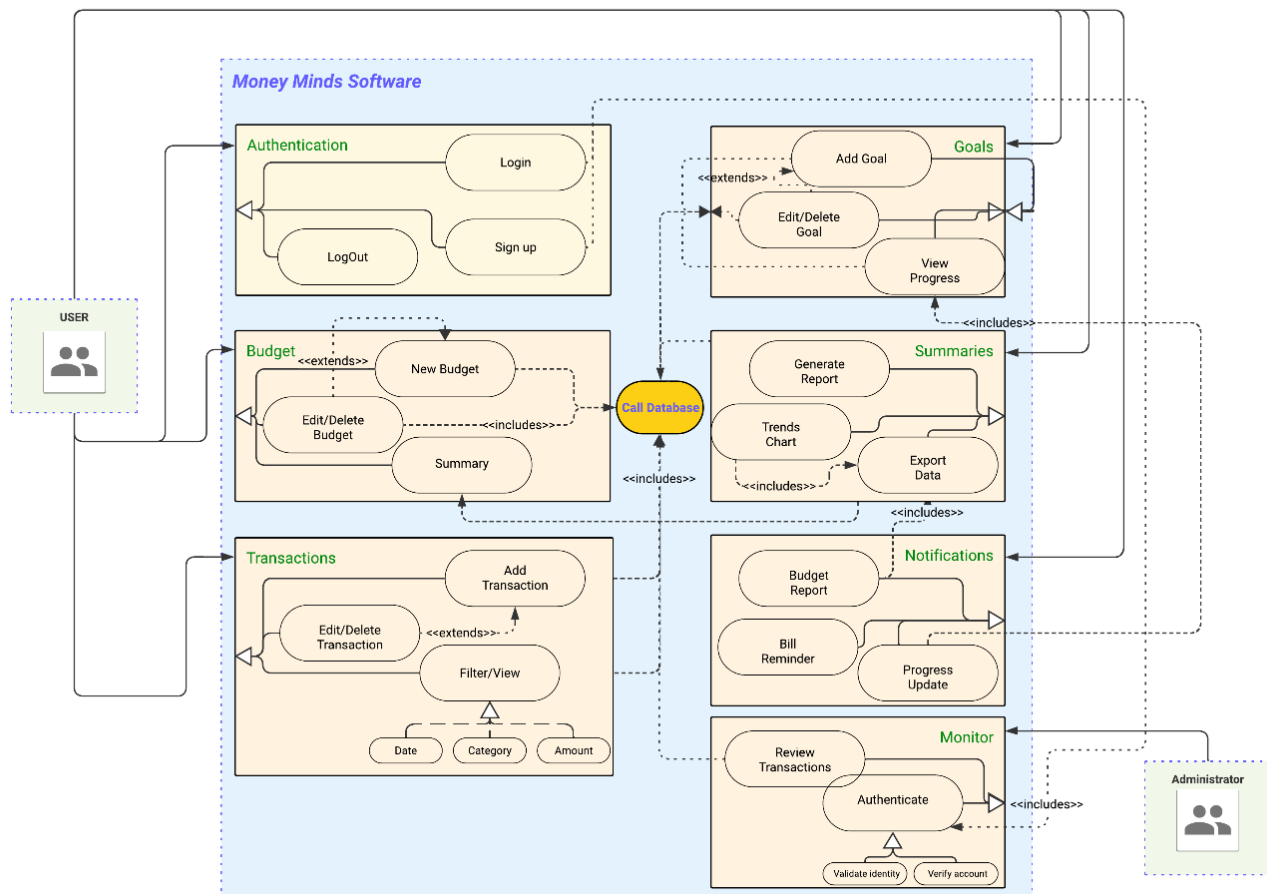 Money Minds Software
Authentication
Login
Sign up
LogOut
Goals
Add Goal
<<extends>>
Edit/Delete
Goal
View
Progress
<<includes>>
USER
Budget
<<extends>>
New Budget
Edit/Delete
Budget
<<includes>>
Summary
Call Database
<<includes>>
Summaries
Generate
Report
Trends
Chart
Export
Data
<<includes>>
<<includes>>
Transactions
Add
Transaction
Edit/Delete
Transaction
<<extends>>
Filter/View
Date
Category
Amount
Notifications
Budget
Report
Bill
Reminder
Progress
Update
Monitor
Review
Transactions
Authenticate
<<includes>>
Validate identity
Verify account
Administrator